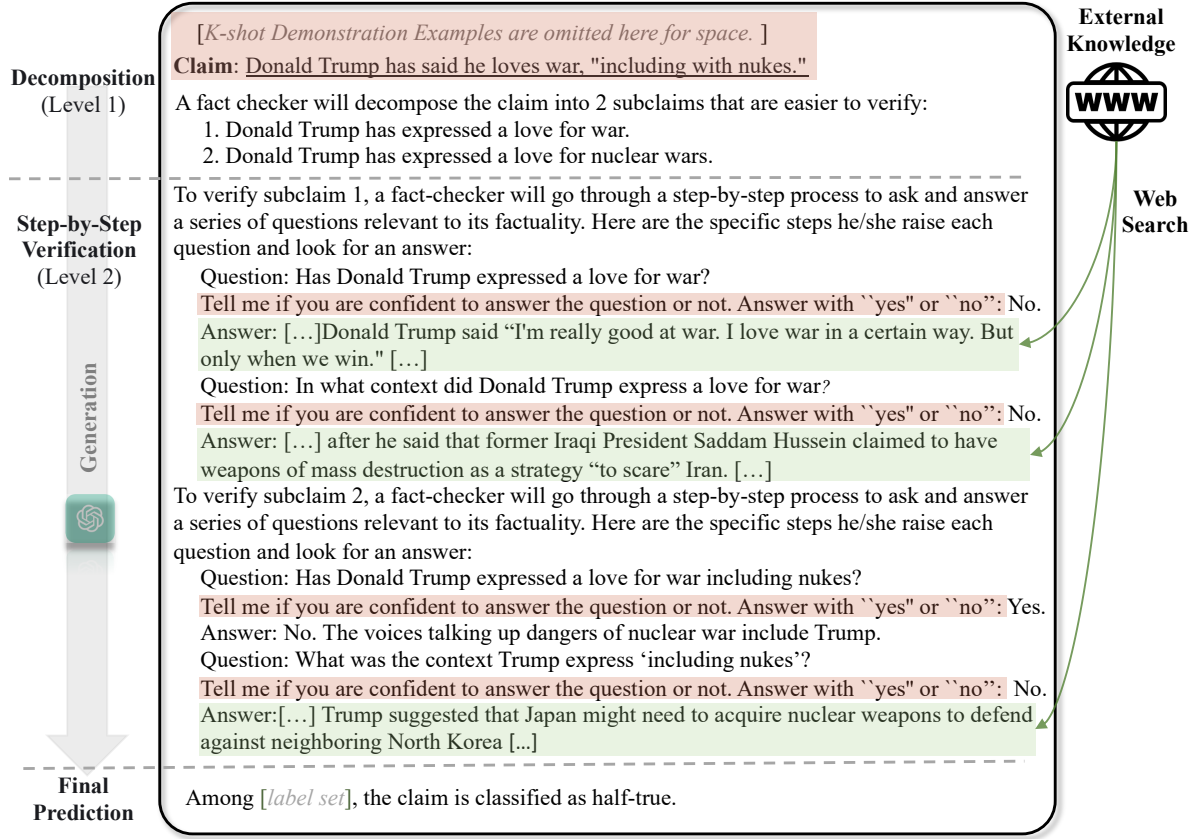 [K-shot Demonstration Examples are omitted here for space. ]
Claim: Donald Trump has said he loves war, "including with nukes."
Decomposition
(Level 1)
A fact checker will decompose the claim into 2 subclaims that are easier to verify:
1. Donald Trump has expressed a love for war.
2. Donald Trump has expressed a love for nuclear wars.
External
Knowledge
WWW
Web
Search
Step-by-Step
Verification
(Level 2)
To verify subclaim 1, a fact-checker will go through a step-by-step process to ask and answer
a series of questions relevant to its factuality. Here are the specific steps he/she raise each
question and look for an answer:
Question: Has Donald Trump expressed a love for war?
Tell me if you are confident to answer the question or not. Answer with ``yes" or ``no”: No.
Answer: […]Donald Trump said “I'm really good at war. I love war in a certain way. But
only when we win." […]
Question: In what context did Donald Trump express a love for war?
Tell me if you are confident to answer the question or not. Answer with ``yes" or ``no”: No.
Answer: […] after he said that former Iraqi President Saddam Hussein claimed to have
weapons of mass destruction as a strategy “to scare” Iran. […]
Generation
To verify subclaim 2, a fact-checker will go through a step-by-step process to ask and answer
a series of questions relevant to its factuality. Here are the specific steps he/she raise each
question and look for an answer:
Question: Has Donald Trump expressed a love for war including nukes?
Tell me if you are confident to answer the question or not. Answer with ``yes" or ``no”: Yes.
Answer: No. The voices talking up dangers of nuclear war include Trump.
Question: What was the context Trump express ‘including nukes’?
Tell me if you are confident to answer the question or not. Answer with ``yes" or ``no”: No.
Answer:[…] Trump suggested that Japan might need to acquire nuclear weapons to defend
against neighboring North Korea [...]
Final
Prediction
Among [label set], the claim is classified as half-true.